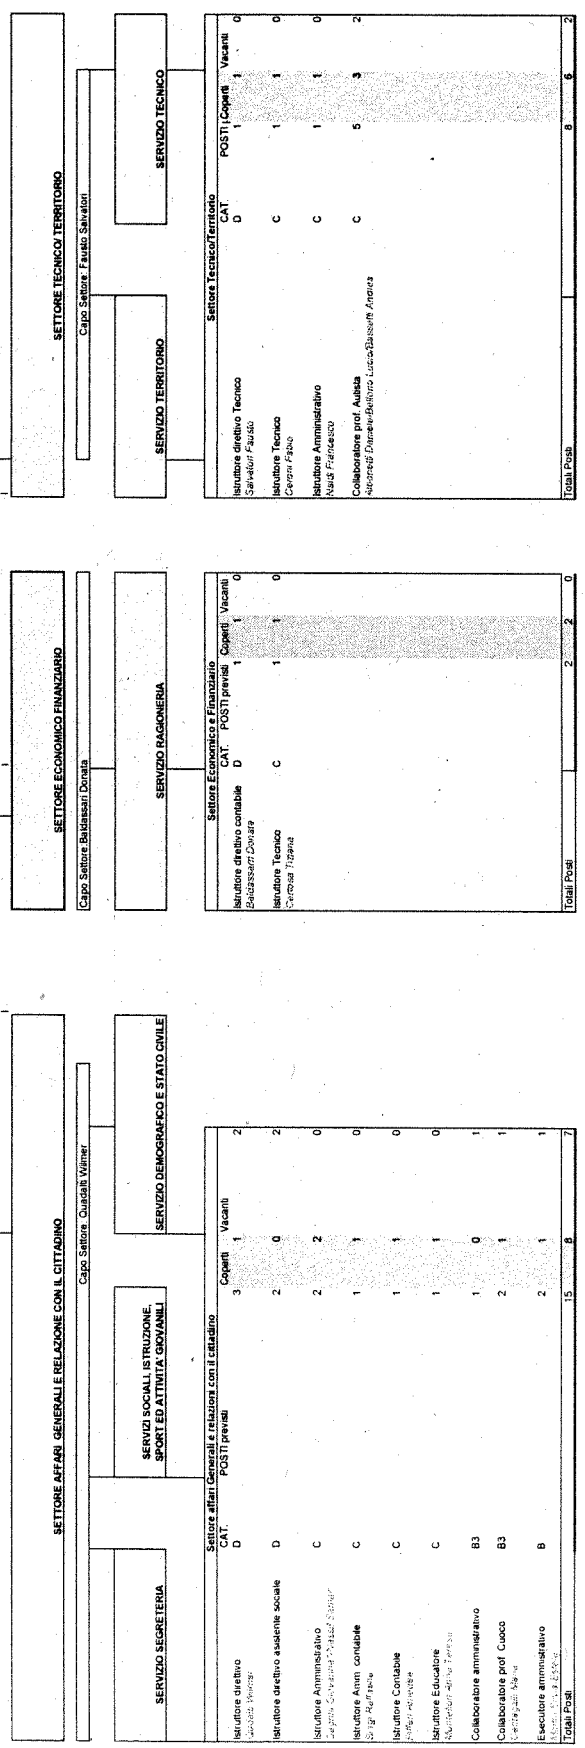 SETTORE AFFARI GENERALI E RELAZIONE CON IL CITTADINO
Capo Settore: Quadalti Wilmer
SERVIZIO SEGRETERIA
SERVIZI SOCIALI, ISTRUZIONE,
SPORT ED ATTIVITA' GIOVANILI
SERVIZIO DEMOGRAFICO E STATO CIVILE
Settore affari Generali e relazioni con il cittadino
CAT. POSTI previsti Coperti Vacanti
Istruttore direttivo D 3 1 2
Istruttore direttivo asistente sociale D 2 0 2
Istruttore Amministrativo C 2 2 0
Istruttore Amm. contabile C 1 1 0
Istruttore Contabile C 1 1 0
Istruttore Educatore C 1 1 0
Collaboratore amministrativo B3 1 0 1
Collaboratore prof. Cuoco B3 2 1 1
Esecutore amministrativo B 2 1 1
Totali Posti 15 8 7
SETTORE ECONOMICO FINANZIARIO
Capo Settore:Baldassari Donata
SERVIZIO RAGIONERIA
Settore Economico e Finanziario
CAT. POSTI previsti Coperti Vacanti
Istruttore direttivo contabile D 1 1 0
Baldassarri Donata
Istruttore Tecnico C 1 1 0
Totali Posti 2 2 0
SETTORE TECNICO/ TERRITORIO
Capo Settore: Fausto Salvatori
SERVIZIO TERRITORIO
SERVIZIO TECNICO
Settore Tecnico/Territorio
CAT. POSTI Coperti Vacanti
Istruttore direttivo Tecnico D 1 1 0
Salvatori Fausto
Istruttore Tecnico C 1 1 0
Ceroni Fabio
Istruttore Amministrativo C 1 1 0
Naldi Francesco
Collaboratore prof. Autista C 5 3 2
Totali Posti 8 6 2